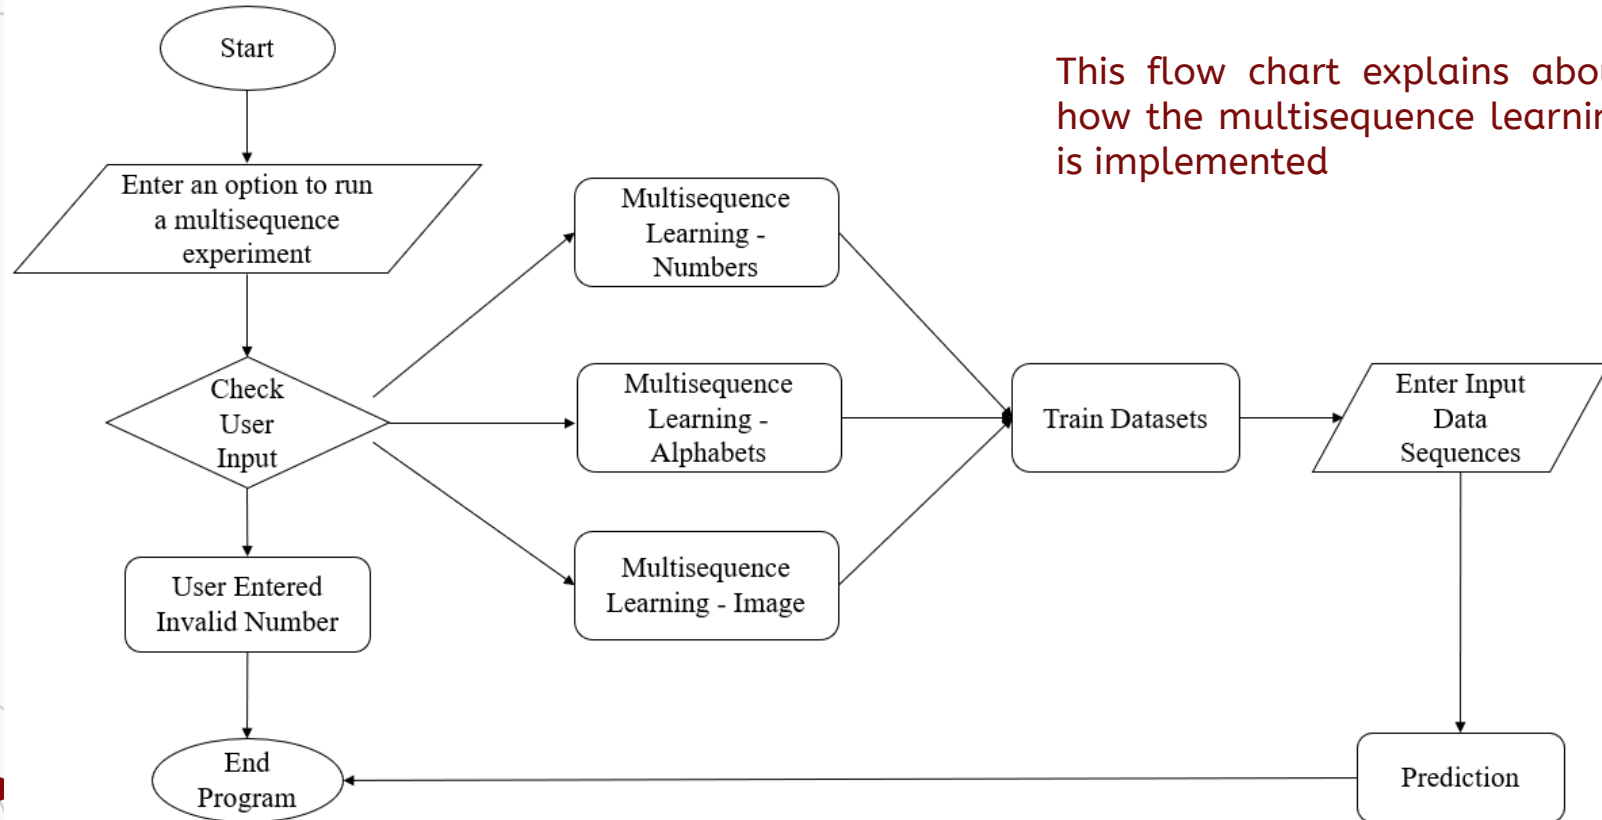 Start
This flow chart explains abou
how the multisequence learnin
is implemented
Enter an option to run
a multisequence
experiment
Multisequence
Learning -
Numbers
Check
User
Input
Multisequence
Learning -
Alphabets
Train Datasets
Enter Input
Data
Sequences
User Entered
Invalid Number
Multisequence
Learning - Image
End
Program
Prediction